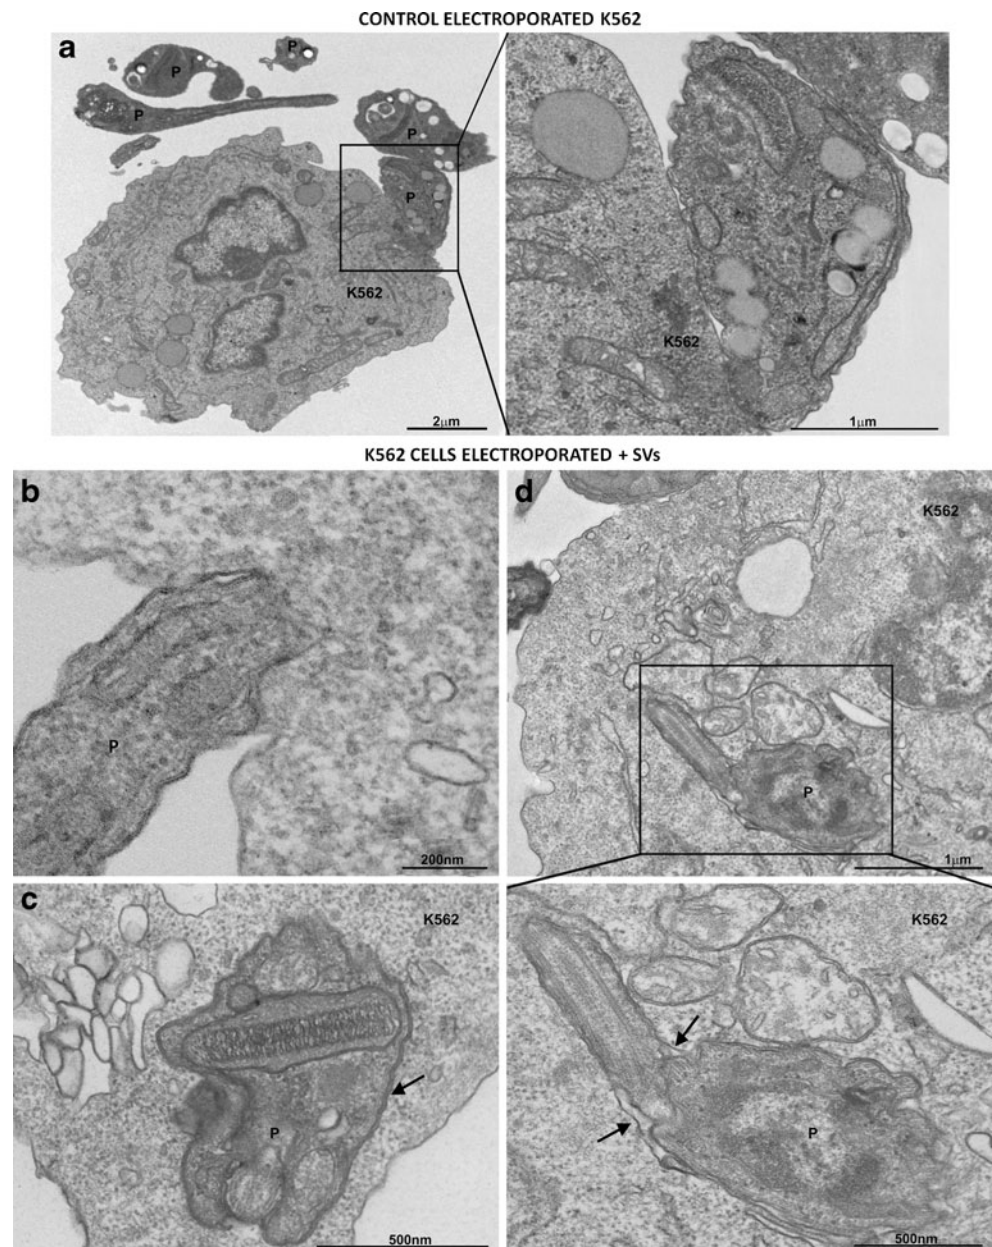 CONTROL ELECTROPORATED K562
a
P
P
P
P
P
K562
2μm
K562
1μm
K562 CELLS ELECTROPORATED + SVs
b
P
200nm
d
K562
P
1μm
c
K562
P
500nm
K562
P
500nm